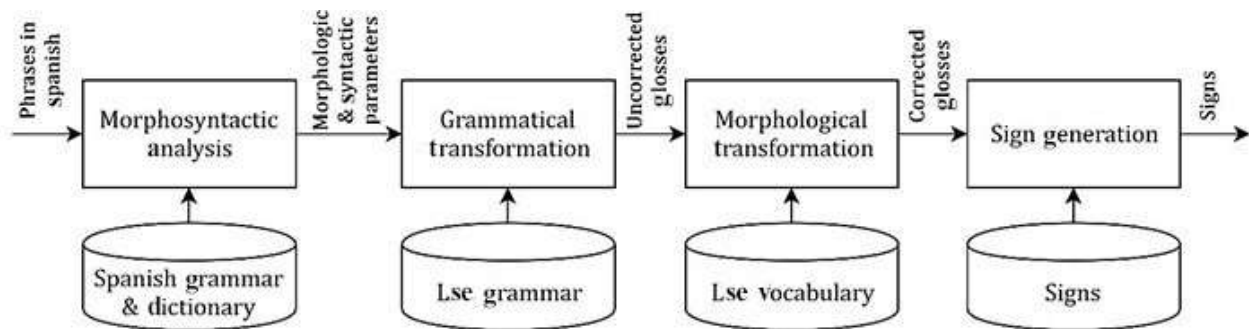 Phrases in
spanish
Morphosyntactic
analysis
Morphologic
& syntactic
parameters
Grammatical
transformation
Uncorrected
glosses
Morphological
transformation
Corrected
glosses
Sign generation
Signs
Spanish grammar
& dictionary
Lse grammar
Lse vocabulary
Signs